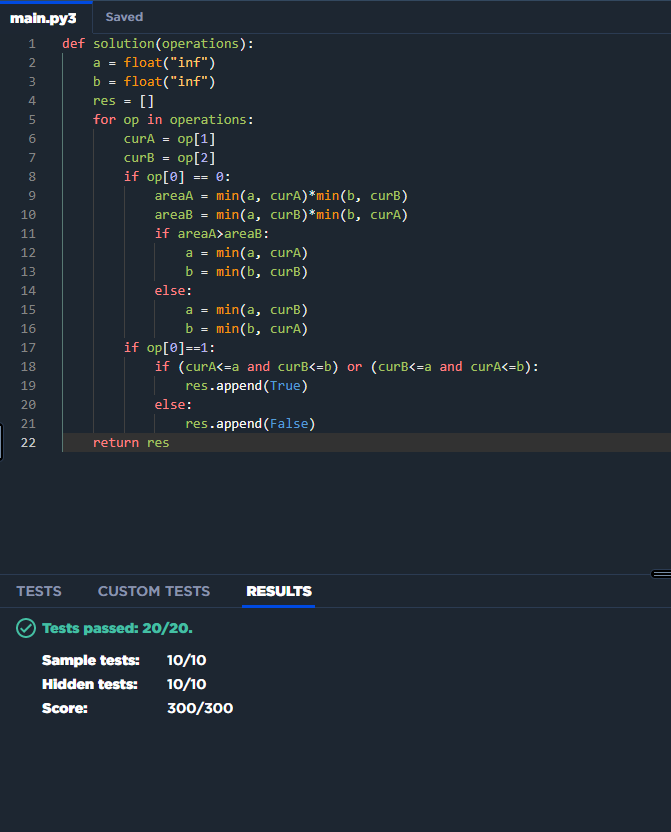 main.py3 Saved
1 def solution(operations):
2     a = float("inf")
3     b = float("inf")
4     res = []
5     for op in operations:
6         curA = op[1]
7         curB = op[2]
8         if op[0] == 0:
9             areaA = min(a, curA)*min(b, curB)
10             areaB = min(a, curB)*min(b, curA)
11             if areaA>areaB:
12                 a = min(a, curA)
13                 b = min(b, curB)
14             else:
15                 a = min(a, curB)
16                 b = min(b, curA)
17         if op[0]==1:
18             if (curA<=a and curB<=b) or (curB<=a and curA<=b):
19                 res.append(True)
20             else:
21                 res.append(False)
22     return res
TESTS CUSTOM TESTS RESULTS
Tests passed: 20/20.
Sample tests: 10/10
Hidden tests: 10/10
Score: 300/300